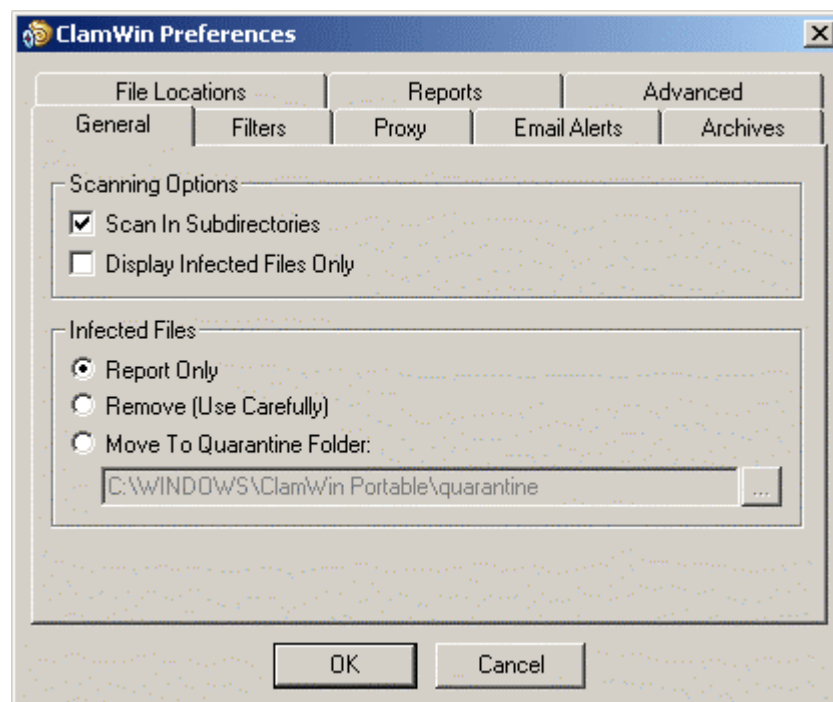 ClamWin Preferences
File Locations Reports Advanced
General Filters Proxy Email Alerts Archives
Scanning Options
Scan In Subdirectories
Display Infected Files Only
Infected Files
Report Only
Remove (Use Carefully)
Move To Quarantine Folder:
C:\WINDOWS\ClamWin Portable\quarantine ...
OK Cancel